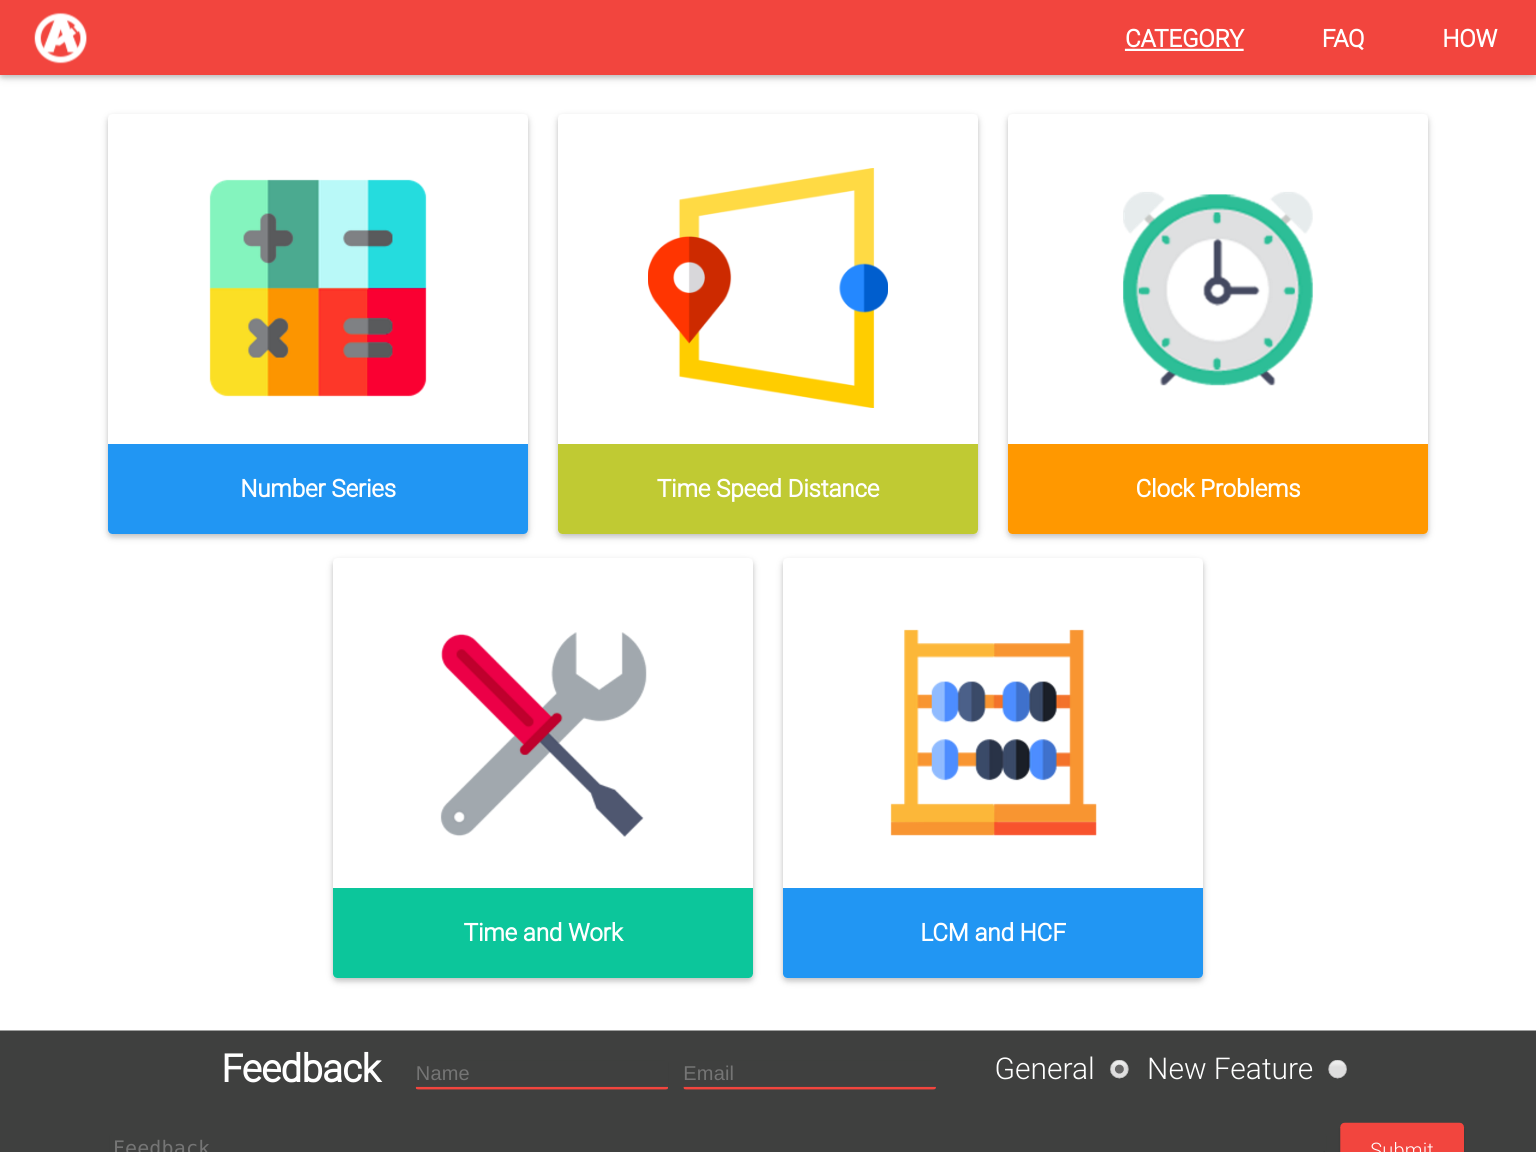 CATEGORY FAQ HOW
Number Series
Time Speed Distance
Clock Problems
Time and Work
LCM and HCF
Feedback
Name
Email
General New Feature
Feedback
Submit